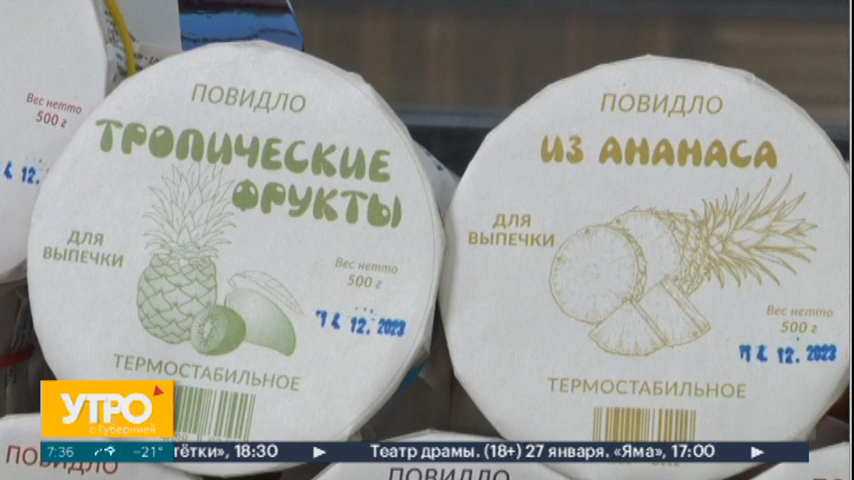 Вес нетто
500 г
12.
ПОВИДЛО
ТРОПИЧЕСКИЕ
ФРУКТЫ
ДЛЯ
ВЫПЕЧКИ
Вес нетто
500 г
14.12.2023
ТЕРМОСТАБИЛЬНОЕ
ПОВИДЛО
ИЗ АНАНАСА
ДЛЯ
ВЫПЕЧКИ
Вес нетто
500 г
14.12.2023
ТЕРМОСТАБИЛЬНОЕ
УТРО
с Губернией
ПОВИДЛО
ПОВИДЛО
7:36 -21° тётки», 18:30 Театр драмы. (18+) 27 января. «Яма», 17:00